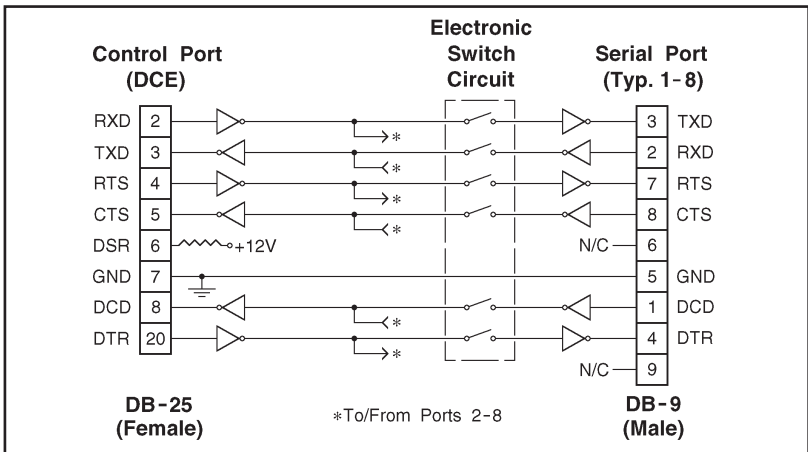 Control Port
(DCE)
Electronic
Switch
Circuit
Serial Port
(Typ. 1-8)
RXD 2 * 3 TXD
TXD 3 * 2 RXD
RTS 4 * 7 RTS
CTS 5 * 8 CTS
DSR 6 +12V N/C 6
GND 7 5 GND
DCD 8 * 1 DCD
DTR 20 * 4 DTR
N/C 9
DB-25
(Female)
*To/From Ports 2-8
DB-9
(Male)